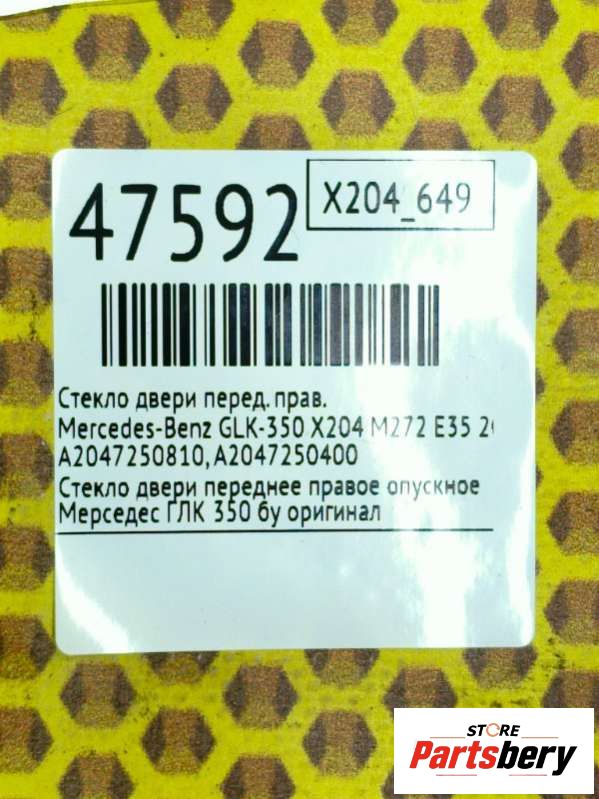 47592
X204_649
Стекло двери перед. прав.
Mercedes-Benz GLK-350 X204 M272 E35
A2047250810, A2047250400
Стекло двери переднее правое опускное
Мерседес ГЛК 350 бу оригинал
STORE
Partsbery